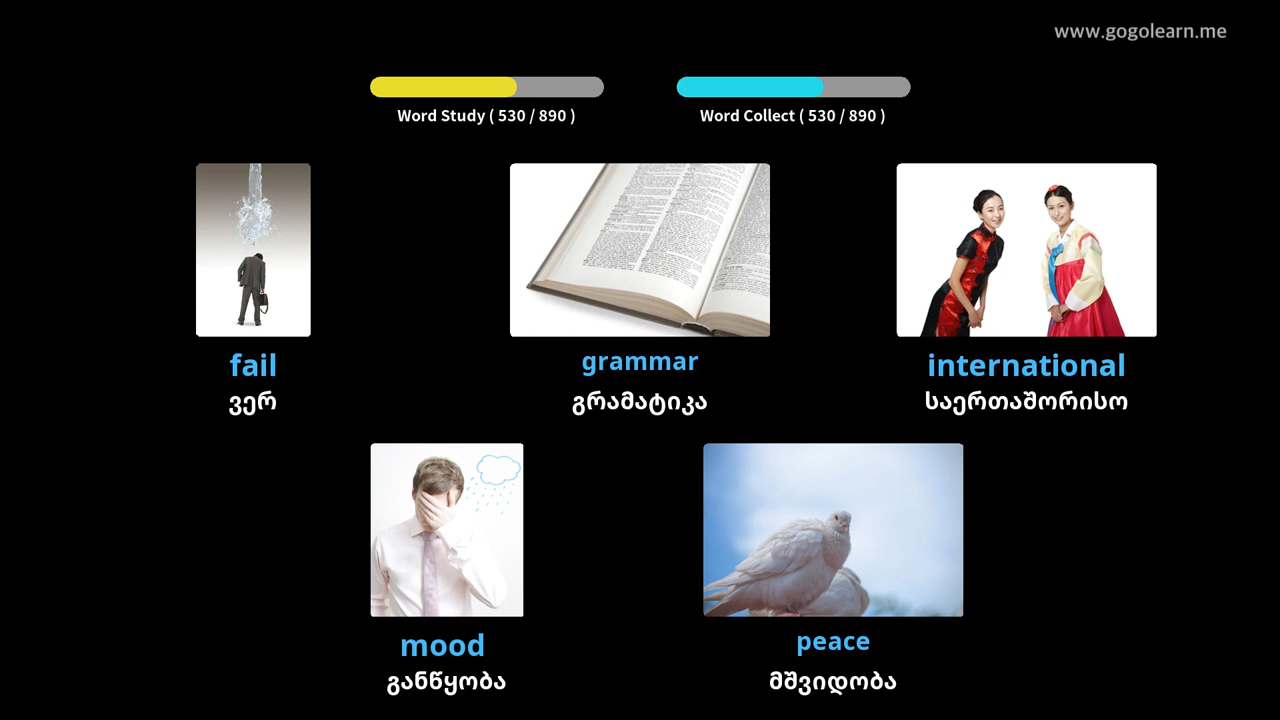 www.gogolearn.me
Word Study ( 530 / 890 )
Word Collect ( 530 / 890 )
fail
ვერ
grammar
გრამატიკა
international
საერთაშორისო
mood
განწყობა
peace
მშვიდობა